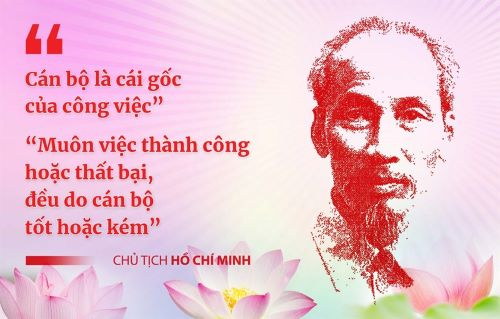 “
Cán bộ là cái gốc
của công việc”
“Muôn việc thành công
hoặc thất bại,
đều do cán bộ
tốt hoặc kém”
CHỦ TỊCH HỒ CHÍ MINH